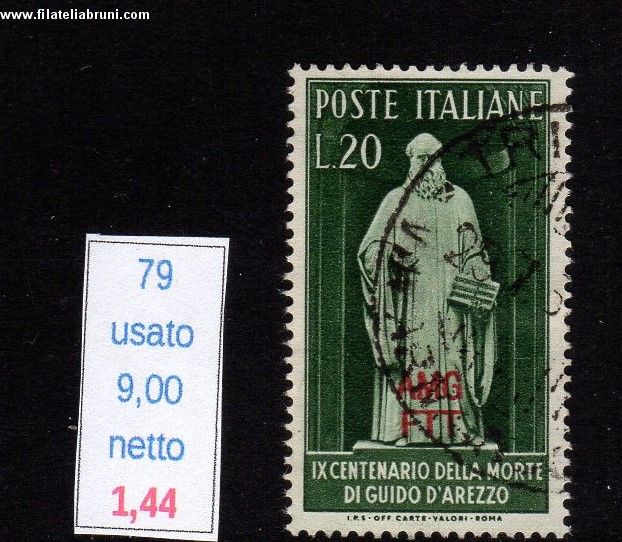 www.filateliabruni.com
POSTE ITALIANE
L.20
TRI
AMG
FTT
IX CENTENARIO DELLA MORTE
DI GUIDO D'AREZZO
I.P.S - OFF CARTE - VALORI - ROMA
79
usato
9,00
netto
1,44